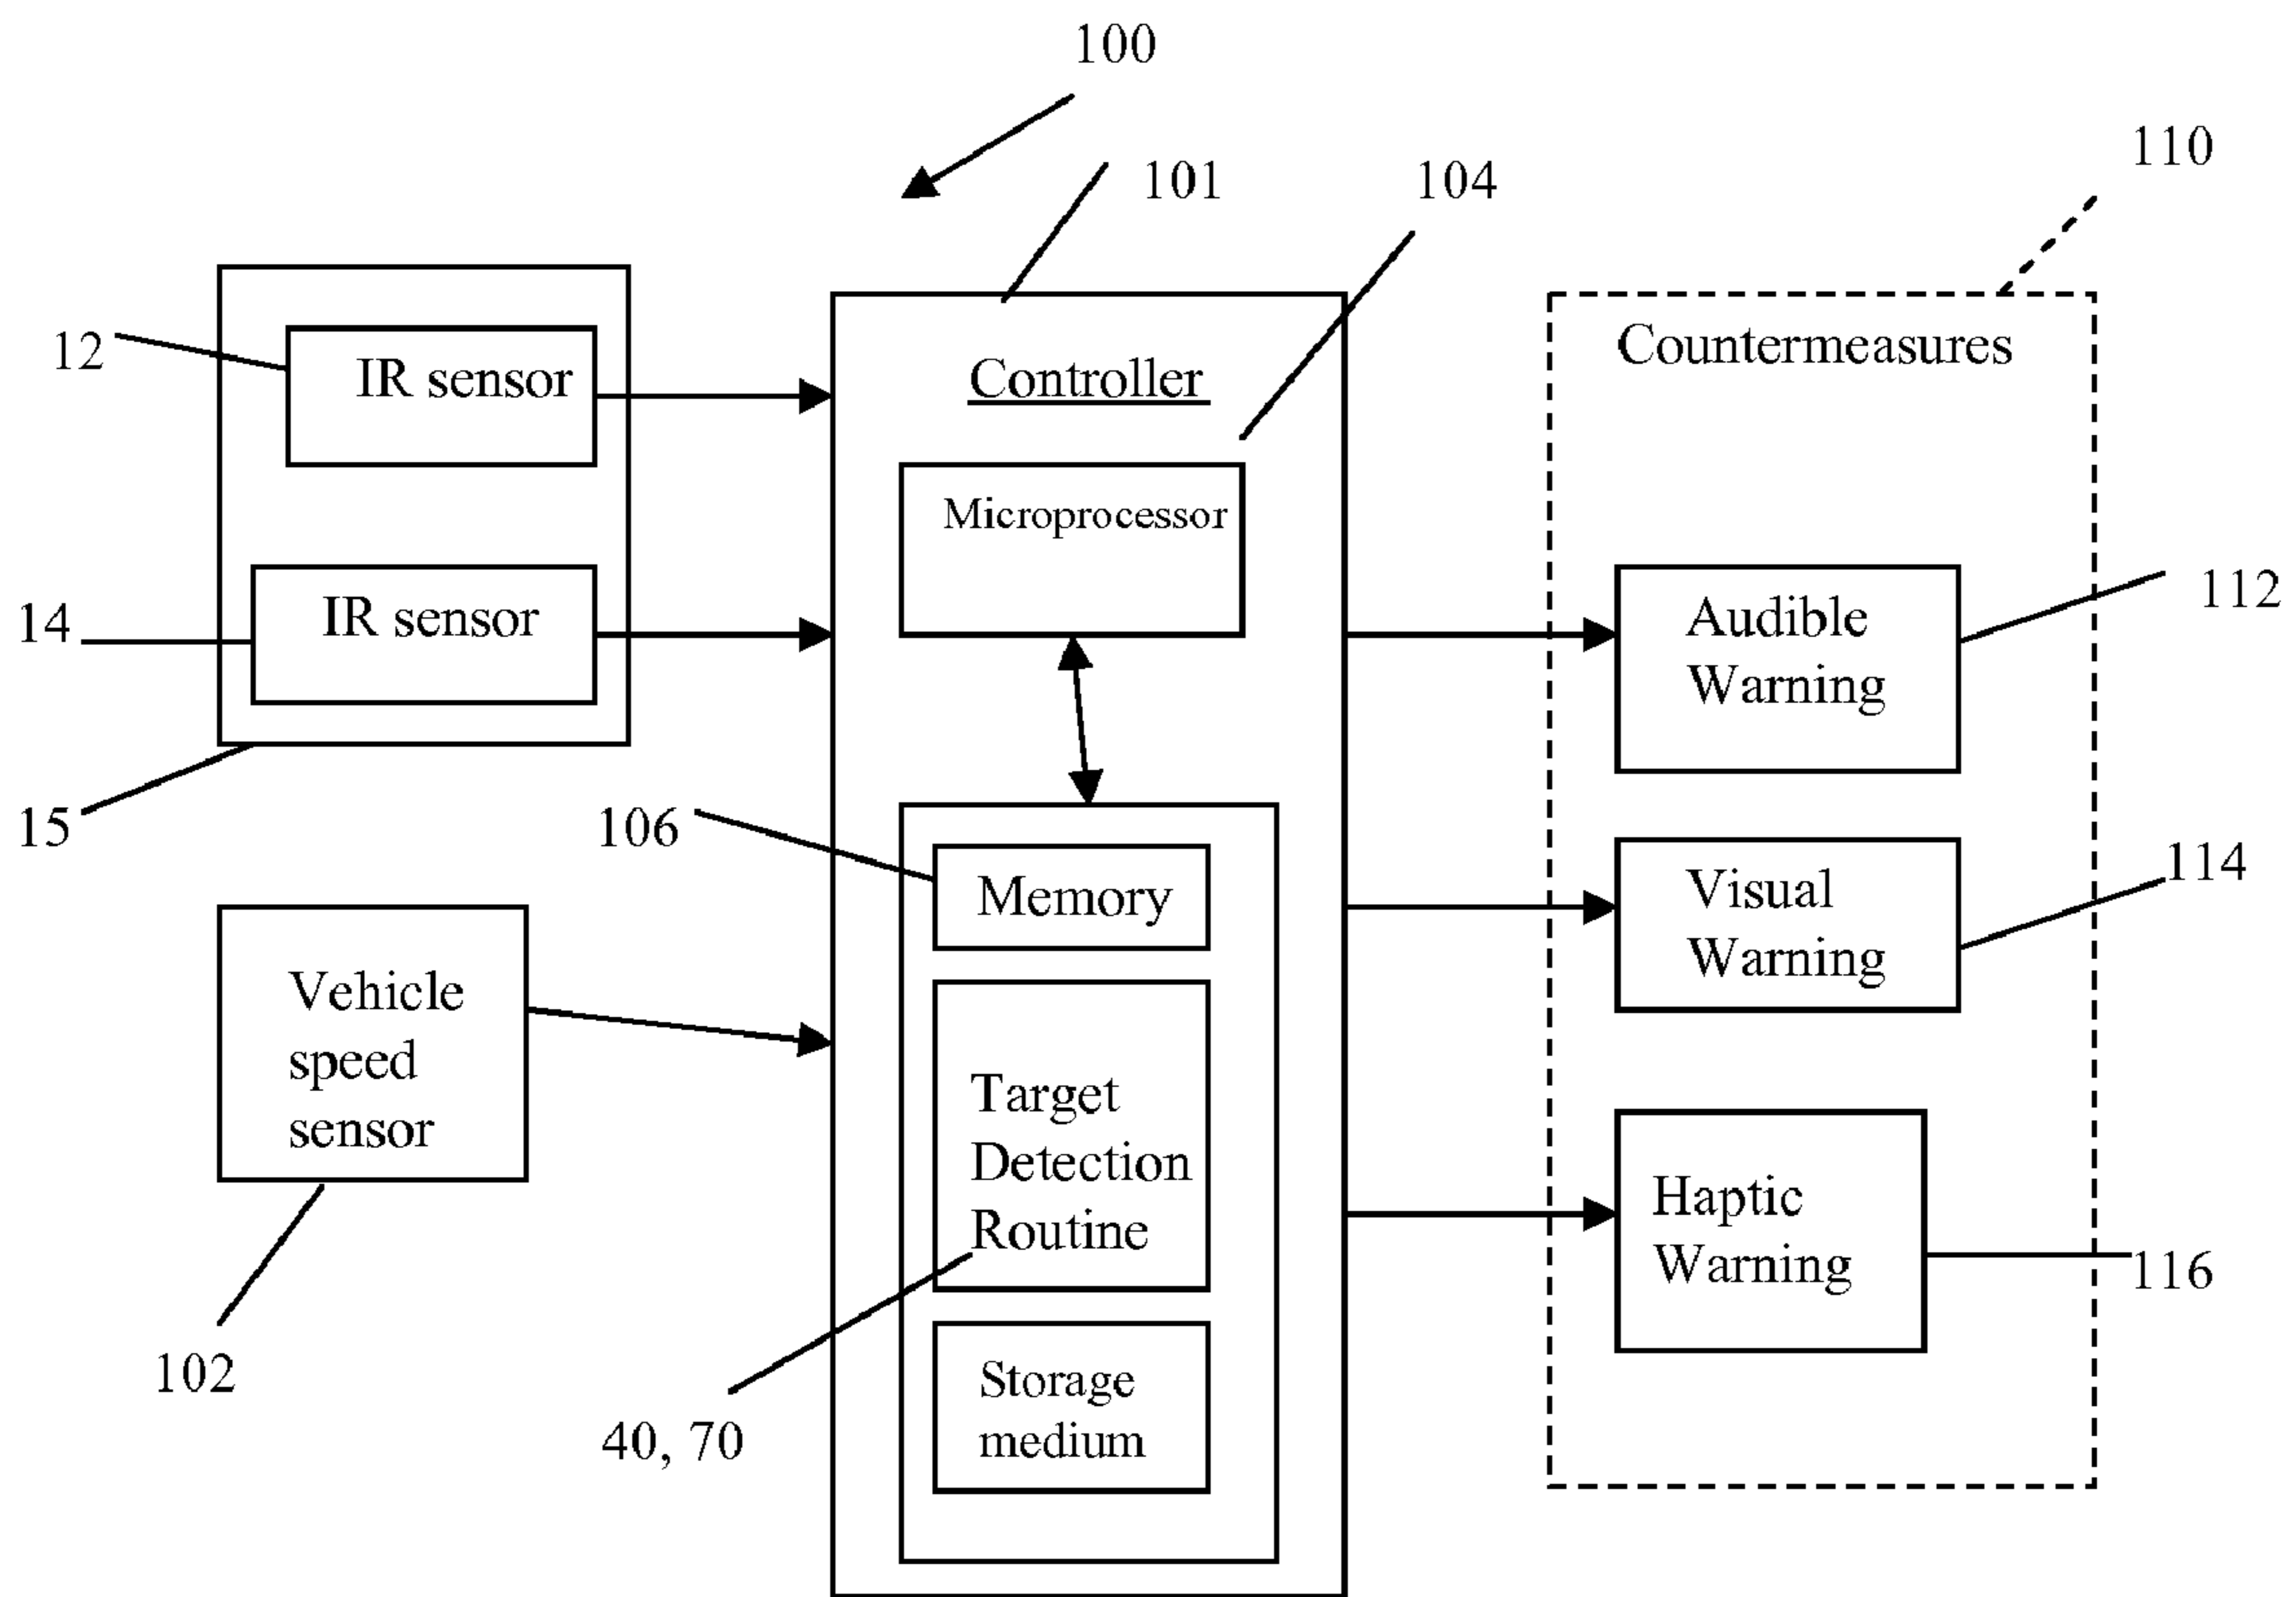 100
110
101
104
12
IR sensor
Controller
Countermeasures
Microprocessor
14
IR sensor
Audible
Warning
112
15
106
Memory
Visual
Warning
114
Vehicle
speed
sensor
Target
Detection
Routine
Haptic
Warning
116
102
40, 70
Storage
medium